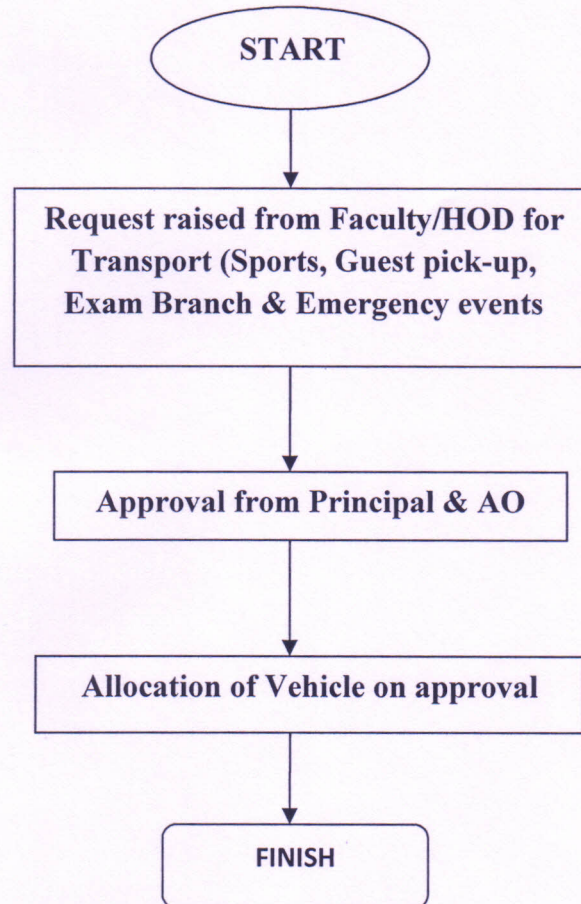 START
Request raised from Faculty/HOD for
Transport (Sports, Guest pick-up,
Exam Branch & Emergency events
Approval from Principal & AO
Allocation of Vehicle on approval
FINISH